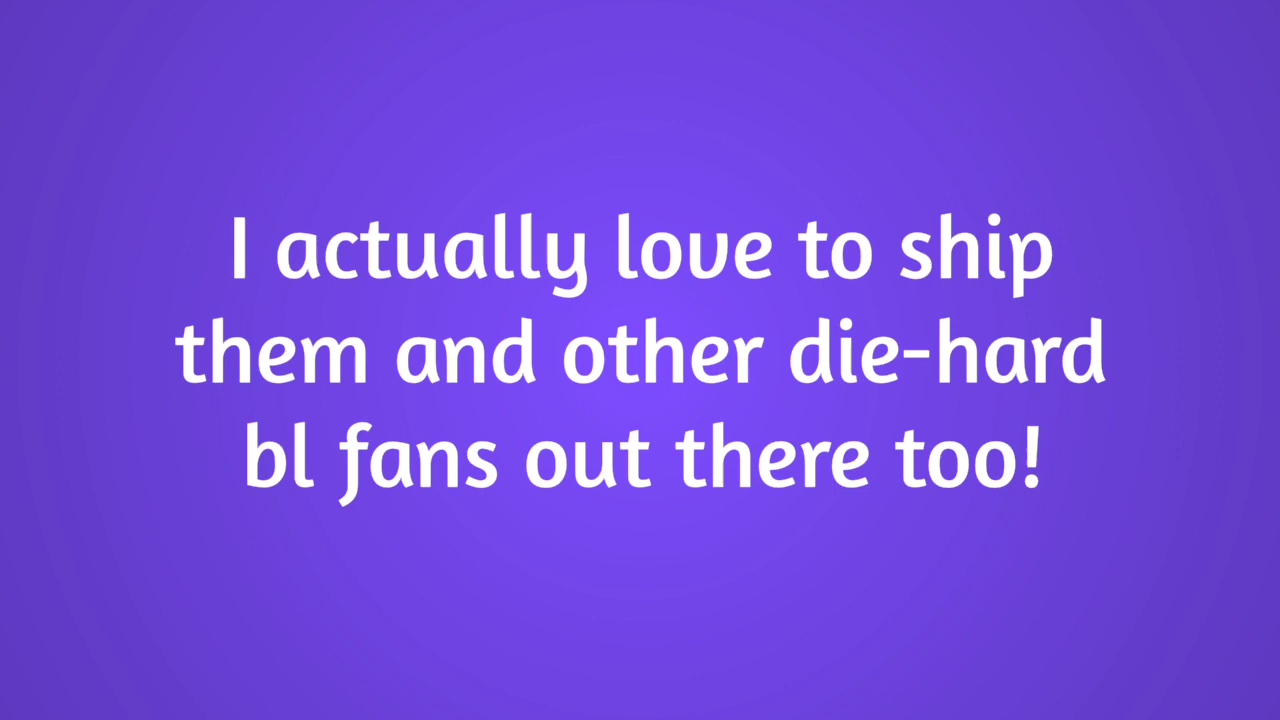 I actually love to ship
them and other die-hard
bl fans out there too!